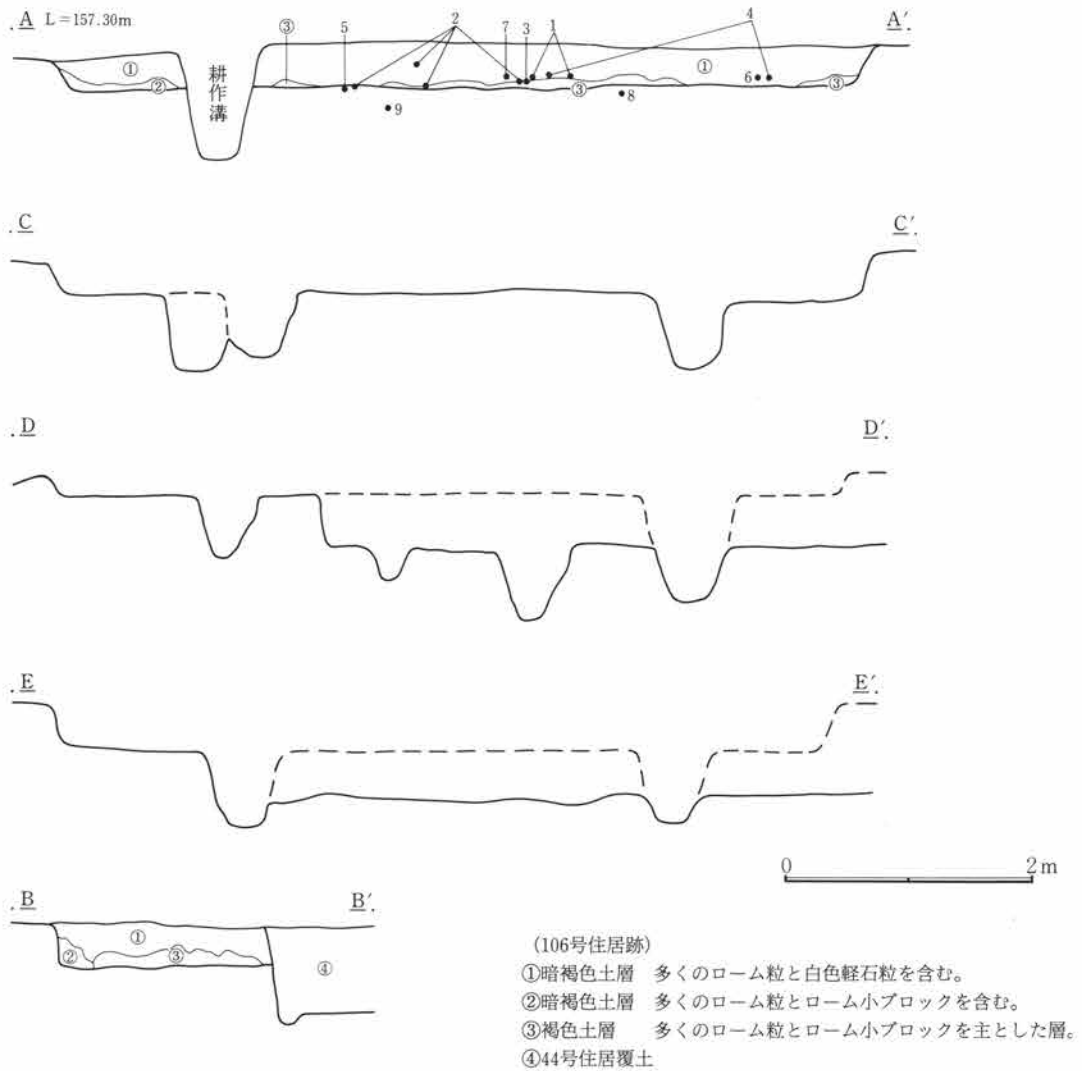 A L＝157.30m A′
③ 5 2 7 3 1 4
① ① 6
② ③ ③
耕作溝
9 8
C C′
D D′
E E′
0 2m
B B′
①
② ③
④
(106号住居跡)
①暗褐色土層 多くのローム粒と白色軽石粒を含む。
②暗褐色土層 多くのローム粒とローム小ブロックを含む。
③褐色土層 多くのローム粒とローム小ブロックを主とした層。
④44号住居覆土